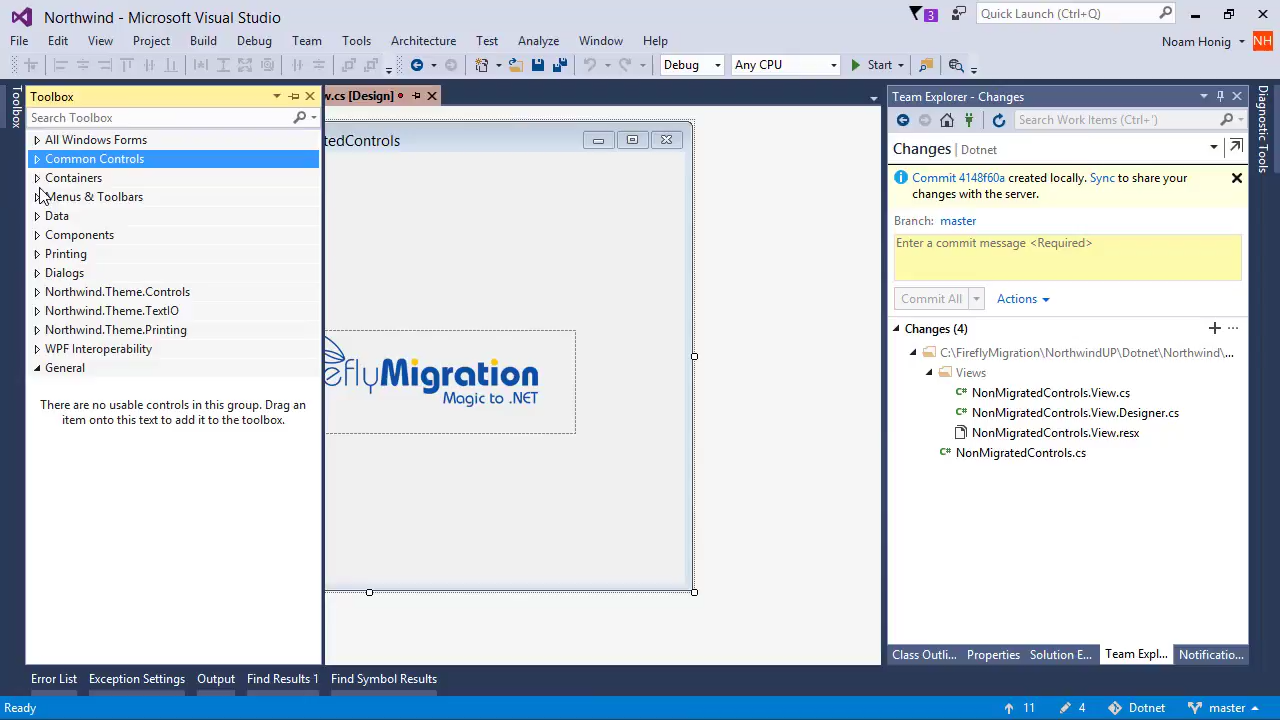 Northwind - Microsoft Visual Studio
3
Quick Launch (Ctrl+Q)
File Edit View Project Build Debug Team Tools Architecture Test Analyze Window Help
Noam Honig NH
Debug Any CPU Start
Toolbox
Toolbox
Search Toolbox
All Windows Forms
Common Controls
Containers
Menus & Toolbars
Data
Components
Printing
Dialogs
Northwind.Theme.Controls
Northwind.Theme.TextIO
Northwind.Theme.Printing
WPF Interoperability
General
There are no usable controls in this group. Drag an
item onto this text to add it to the toolbox.
w.cs [Design]
tedControls
eflyMigration
Magic to .NET
Team Explorer - Changes
Search Work Items (Ctrl+')
Changes | Dotnet
Commit 4148f60a created locally. Sync to share your
changes with the server.
Branch: master
Enter a commit message <Required>
Commit All Actions
Changes (4)
C:\FireflyMigration\NorthwindUP\Dotnet\Northwind\...
Views
NonMigratedControls.View.cs
NonMigratedControls.View.Designer.cs
NonMigratedControls.View.resx
NonMigratedControls.cs
Class Outli... Properties Solution E... Team Expl... Notificatio...
Diagnostic Tools
Error List Exception Settings Output Find Results 1 Find Symbol Results
Ready 11 4 Dotnet master